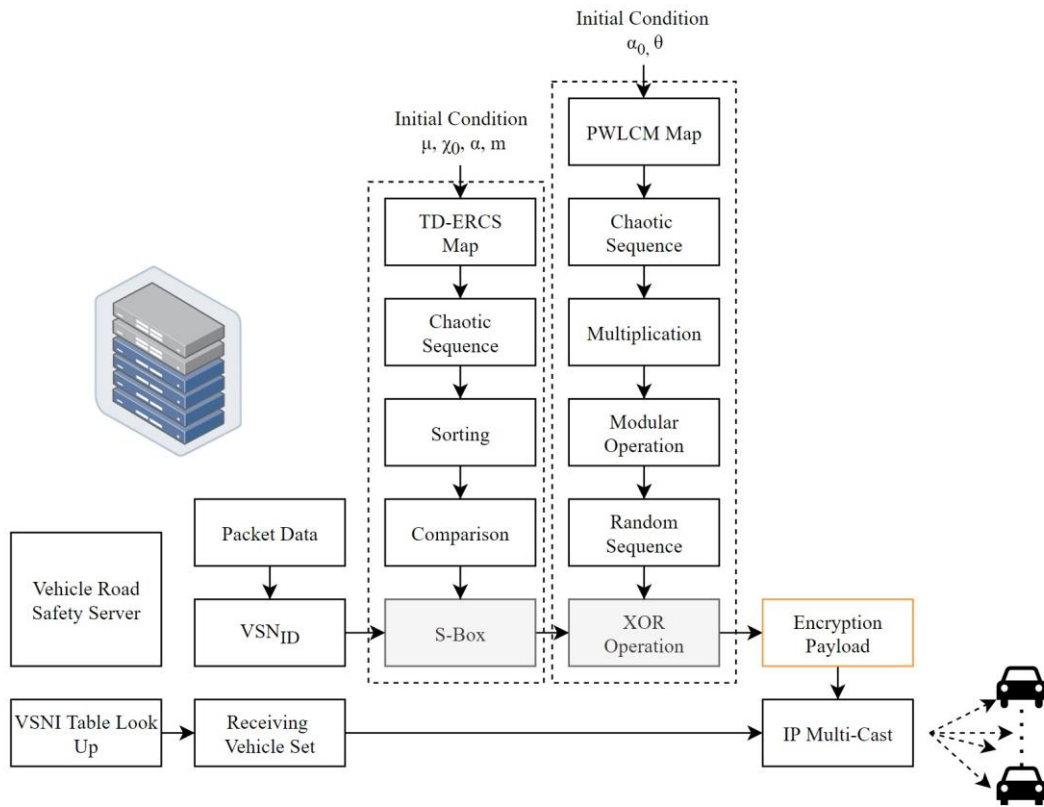 Initial Condition
α0, θ
PWLCM Map
Initial Condition
μ, χ0, α, m
TD-ERCS
Map
Chaotic
Sequence
Chaotic
Sequence
Multiplication
Sorting
Modular
Operation
Packet Data
Comparison
Random
Sequence
Vehicle Road
Safety Server
VSNID
S-Box
XOR
Operation
Encryption
Payload
VSNI Table Look
Up
Receiving
Vehicle Set
IP Multi-Cast